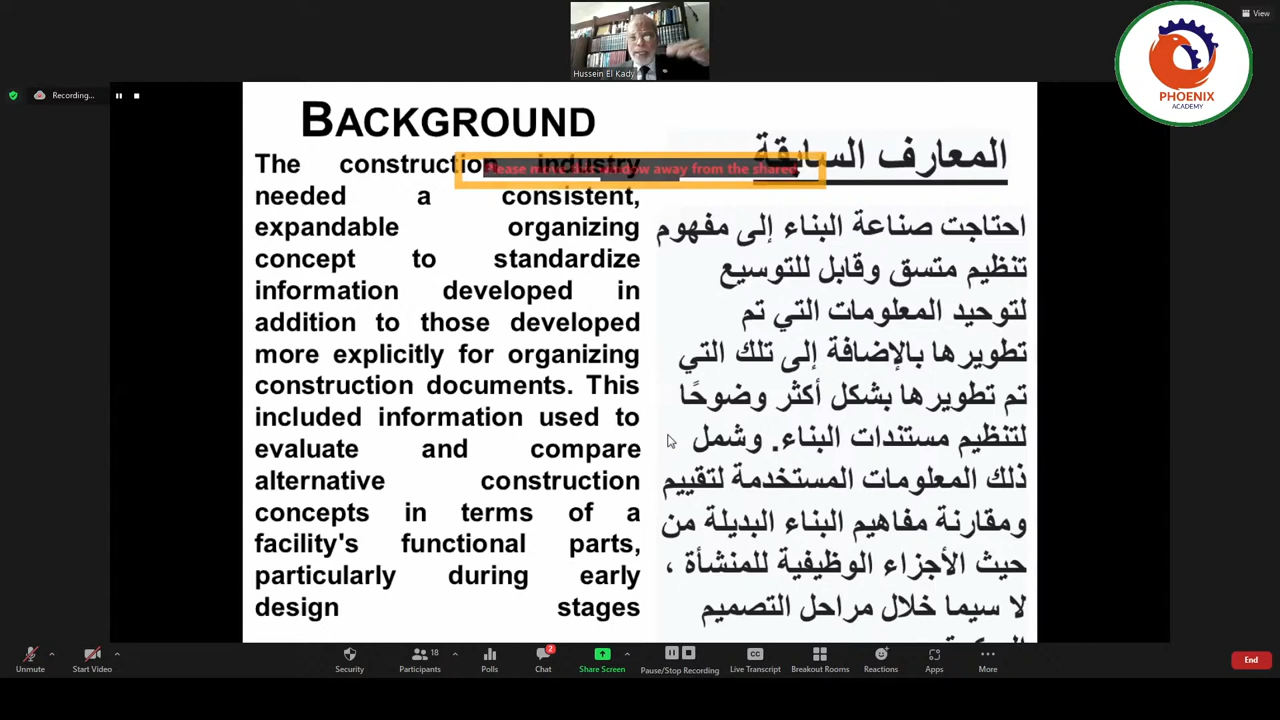 View
Hussein El Kady
PHOENIX
ACADEMY
Recording...
BACKGROUND
The construction industry
needed a consistent,
expandable organizing
concept to standardize
information developed in
addition to those developed
more explicitly for organizing
construction documents. This
included information used to
evaluate and compare
alternative construction
concepts in terms of a
facility's functional parts,
particularly during early
design stages
Please move this window away from the shared
المعارف السابقة
احتاجت صناعة البناء إلى مفهوم
تنظيم متسق وقابل للتوسيع
لتوحيد المعلومات التي تم
تطويرها بالإضافة إلى تلك التي
تم تطويرها بشكل أكثر وضوحًا
لتنظيم مستندات البناء. وشمل
ذلك المعلومات المستخدمة لتقييم
ومقارنة مفاهيم البناء البديلة من
حيث الأجزاء الوظيفية للمنشأة ،
لا سيما خلال مراحل التصميم
Unmute
Start Video
Security
Participants 18
Polls
Chat 2
Share Screen
Pause/Stop Recording
Live Transcript
Breakout Rooms
Reactions
Apps
More
End